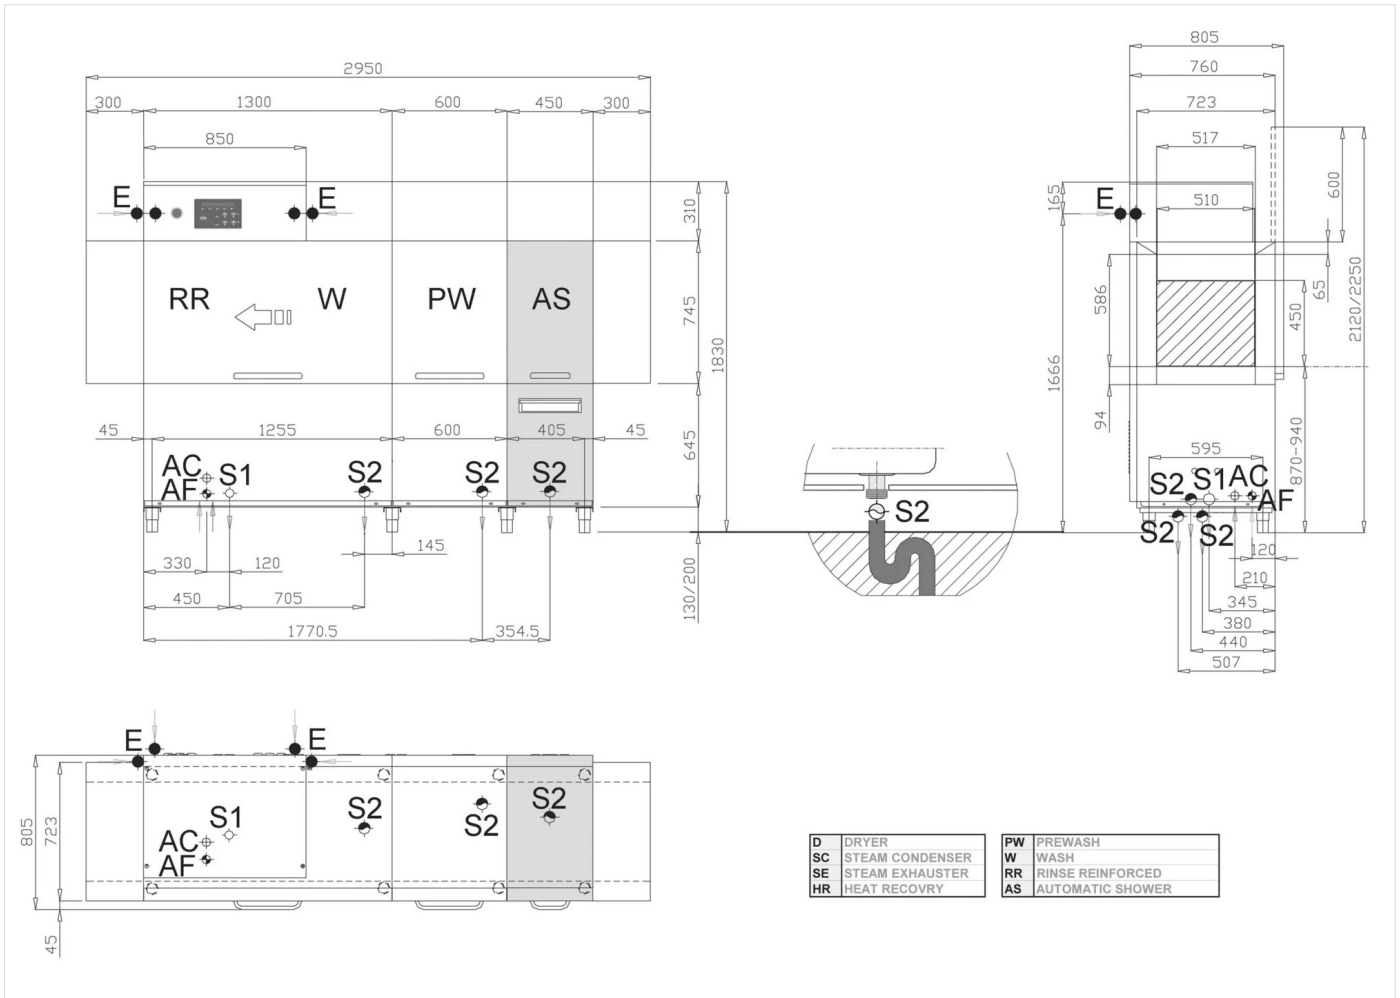 2950
300 1300 600 450 300
850
E E
310
RR W PW AS
745
1830
45 1255 600 405 45
645
AC S1 S2 S2 S2
AF
145
330 120
130/200
450 705
1770.5 354.5
S2
805
760
723
517
600
165
E
510
586
65
450
2120/2250
1666
94
870-940
595
S2 S1 AC
AF
S2 S2
120
210
345
380
440
507
E E
805
723
S1 S2 S2 S2
AC
AF
45
D DRYER
SC STEAM CONDENSER
SE STEAM EXHAUSTER
HR HEAT RECOVRY
PW PREWASH
W WASH
RR RINSE REINFORCED
AS AUTOMATIC SHOWER